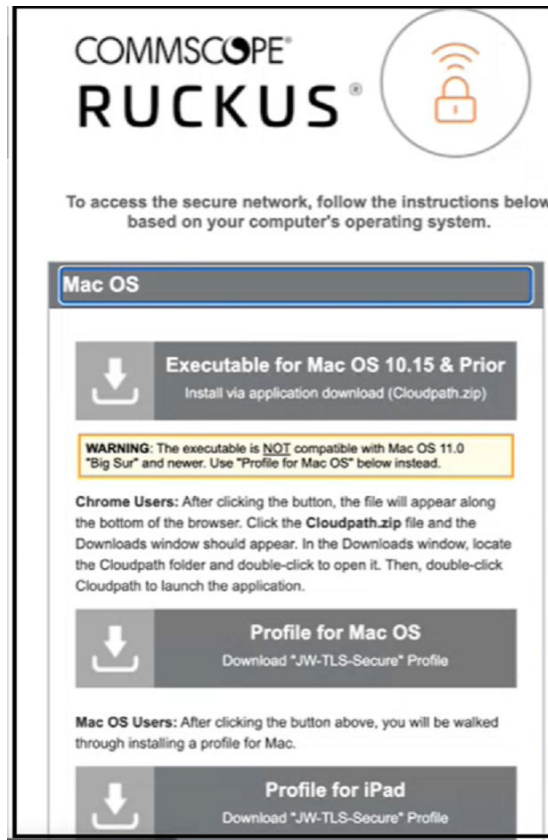 COMMSCOPE®
RUCKUS®
To access the secure network, follow the instructions below
based on your computer's operating system.
Mac OS
Executable for Mac OS 10.15 & Prior
Install via application download (Cloudpath.zip)
WARNING: The executable is NOT compatible with Mac OS 11.0
"Big Sur" and newer. Use "Profile for Mac OS" below instead.
Chrome Users: After clicking the button, the file will appear along
the bottom of the browser. Click the Cloudpath.zip file and the
Downloads window should appear. In the Downloads window, locate
the Cloudpath folder and double-click to open it. Then, double-click
Cloudpath to launch the application.
Profile for Mac OS
Download "JW-TLS-Secure" Profile
Mac OS Users: After clicking the button above, you will be walked
through installing a profile for Mac.
Profile for iPad
Download "JW-TLS-Secure" Profile